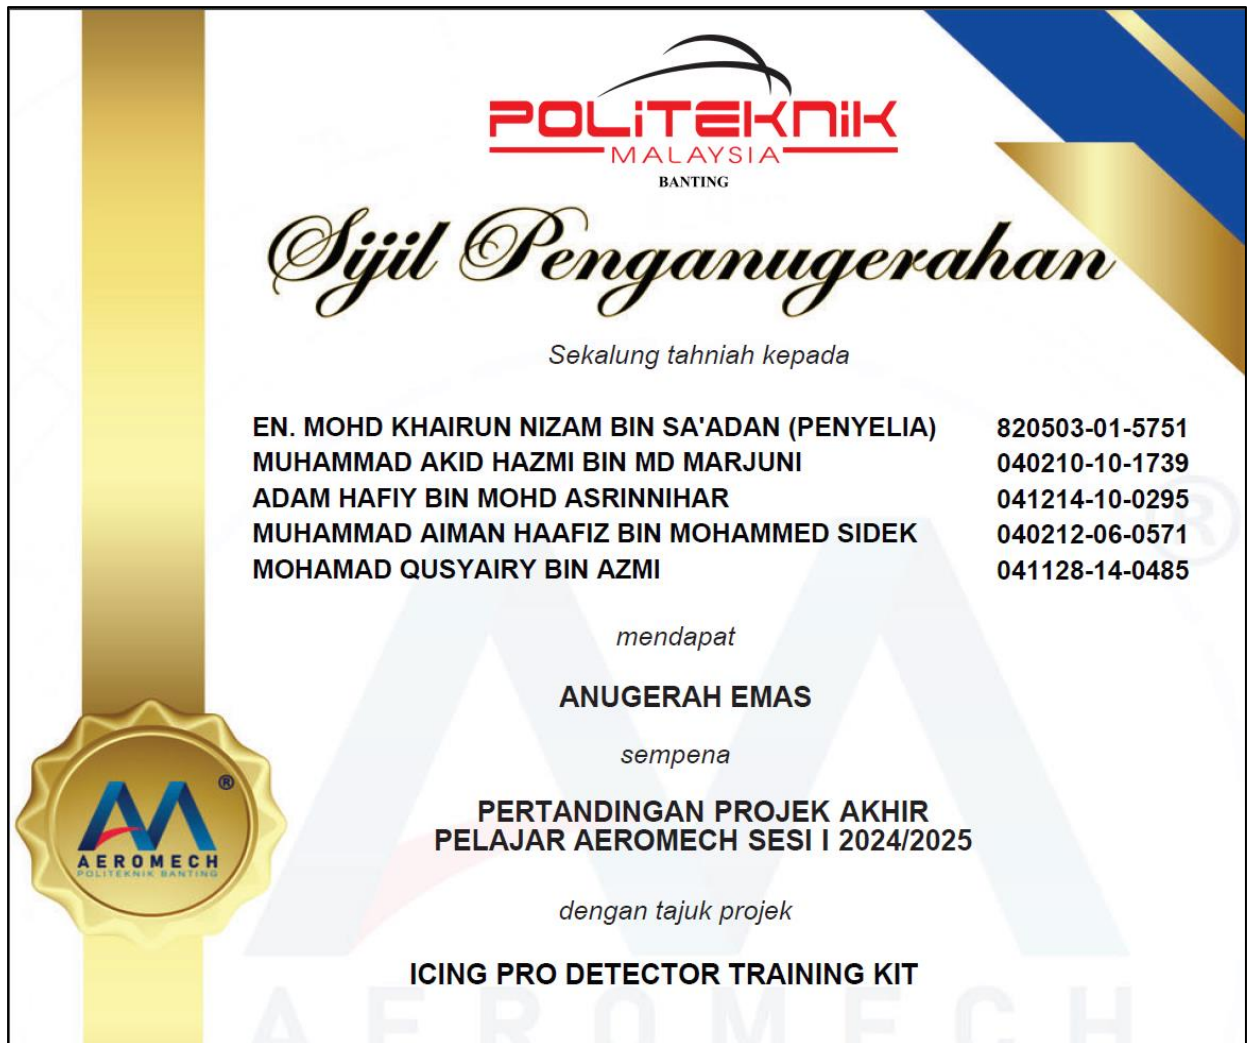 POLiTEKNiK
MALAYSIA
BANTING
Sijil Penganugerahan
Sekalung tahniah kepada
EN. MOHD KHAIRUN NIZAM BIN SA'ADAN (PENYELIA) 820503-01-5751
MUHAMMAD AKID HAZMI BIN MD MARJUNI 040210-10-1739
ADAM HAFIY BIN MOHD ASRINNIHAR 041214-10-0295
MUHAMMAD AIMAN HAAFIZ BIN MOHAMMED SIDEK 040212-06-0571
MOHAMAD QUSYAIRY BIN AZMI 041128-14-0485
mendapat
ANUGERAH EMAS
sempena
PERTANDINGAN PROJEK AKHIR
PELAJAR AEROMECH SESI I 2024/2025
dengan tajuk projek
ICING PRO DETECTOR TRAINING KIT
®
AEROMECH
POLITEKNIK BANTING
®
AEROMECH